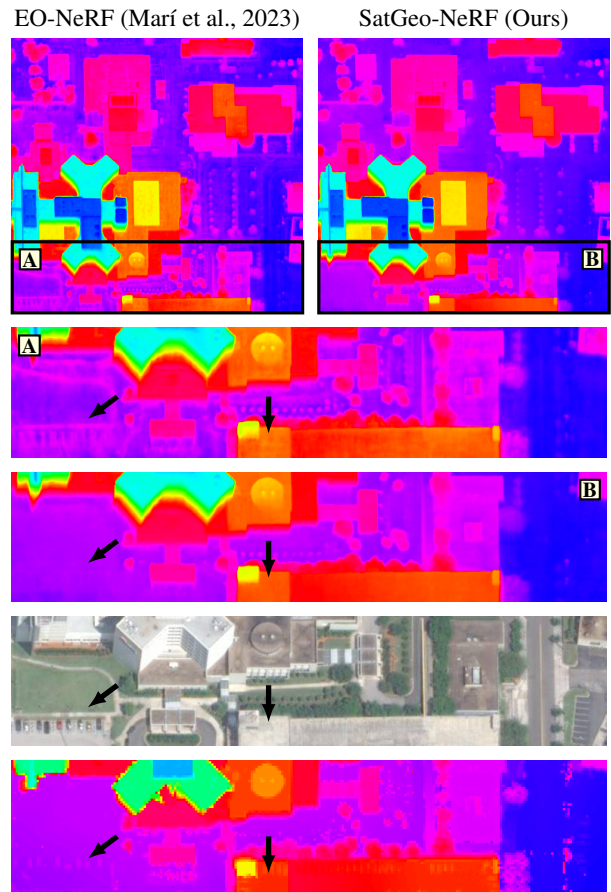 EO-NeRF (Marí et al., 2023) SatGeo-NeRF (Ours)
A B
A
B